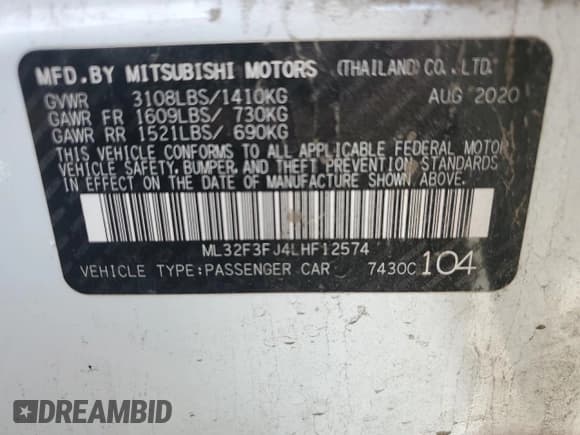 MFD.BY MITSUBISHI MOTORS (THAILAND)CO.,LTD.
GVWR 3108LBS/1410KG AUG 2020
GAWR FR 1609LBS/ 730KG
GAWR RR 1521LBS/ 690KG
THIS VEHICLE CONFORMS TO ALL APPLICABLE FEDERAL MOTOR
VEHICLE SAFETY, BUMPER, AND THEFT PREVENTION STANDARDS
IN EFFECT ON THE DATE OF MANUFACTURE SHOWN ABOVE.
ML32F3FJ4LHF12574
VEHICLE TYPE:PASSENGER CAR 7430C 104
DREAMBID